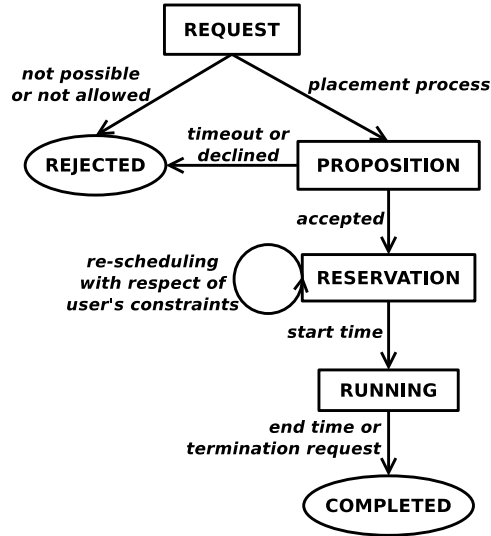 REQUEST
not possible
or not allowed
placement process
timeout or
declined
REJECTED
PROPOSITION
accepted
re-scheduling
with respect of
user's constraints
RESERVATION
start time
RUNNING
end time or
termination request
COMPLETED